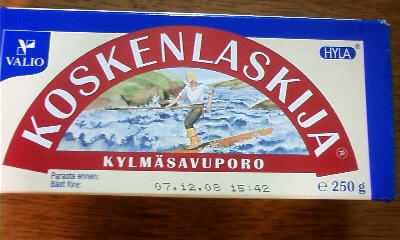 VALIO
HYLA®
KOSKENLASKIJA®
KYLMÄSAVUPORO
Parasta ennen:
Bäst före:
07.12.08 15:42
℮ 250 g